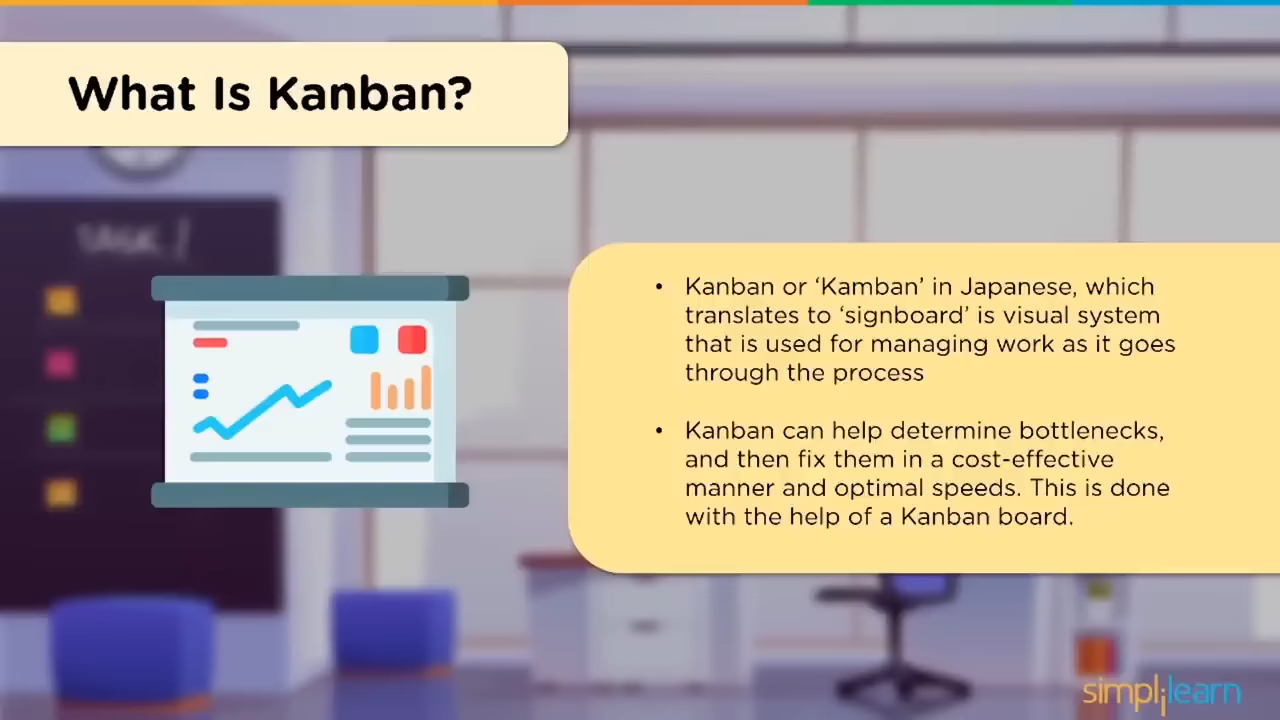 What Is Kanban?
TASK
• Kanban or ‘Kamban’ in Japanese, which
translates to ‘signboard’ is visual system
that is used for managing work as it goes
through the process
• Kanban can help determine bottlenecks,
and then fix them in a cost-effective
manner and optimal speeds. This is done
with the help of a Kanban board.
simplilearn